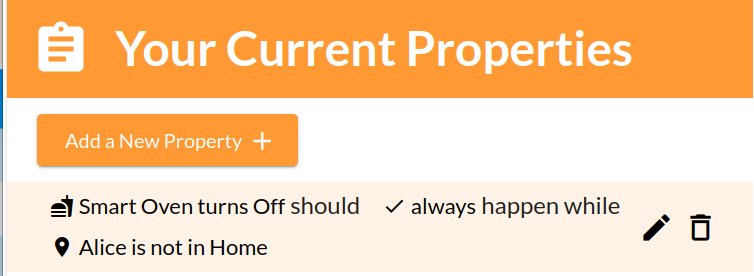 Your Current Properties
Add a New Property +
Smart Oven turns Off should always happen while
Alice is not in Home